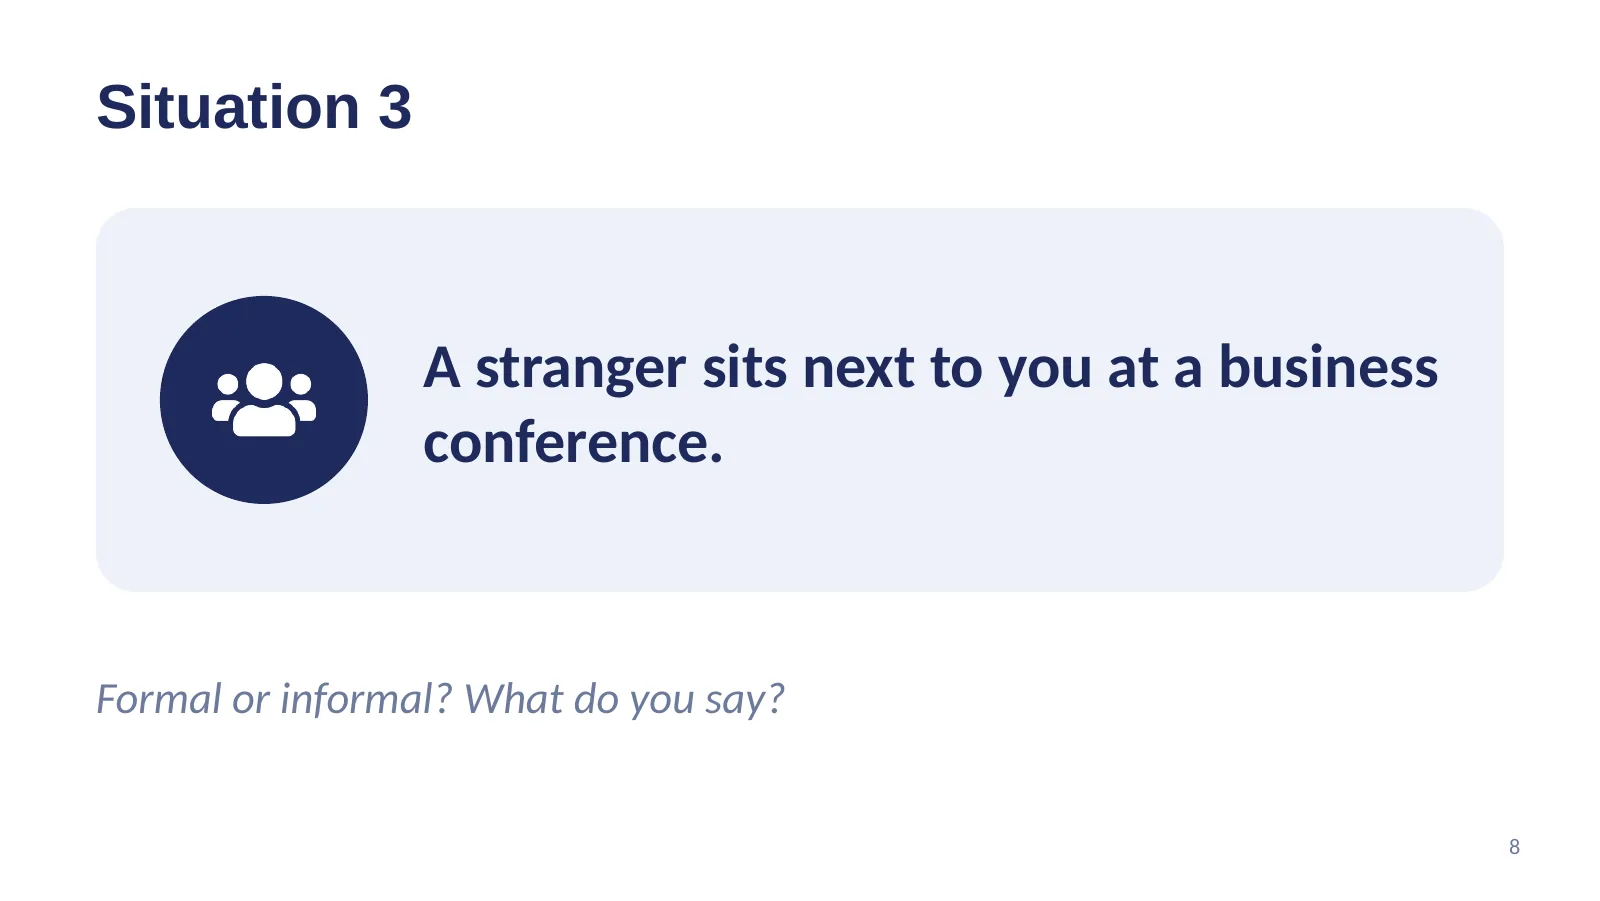 Situation 3
A stranger sits next to you at a business
conference.
Formal or informal? What do you say?
8